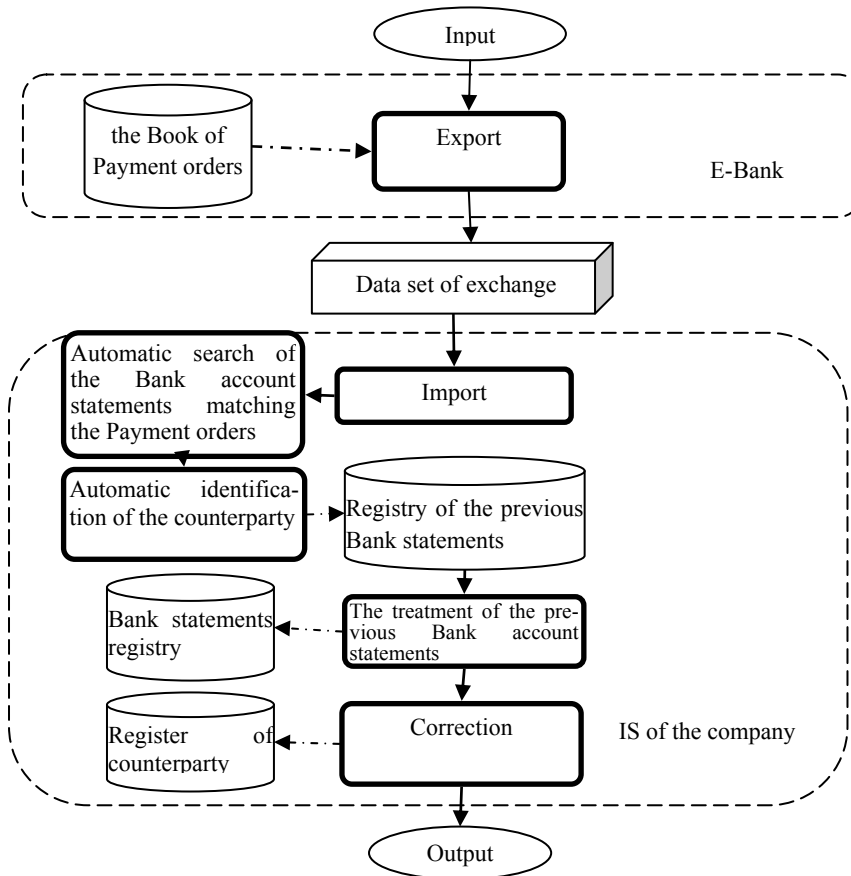 Input
the Book of
Payment orders
Export
E-Bank
Data set of exchange
Automatic search of
the Bank account
statements matching
the Payment orders
Import
Automatic identifica-
tion of the counterparty
Registry of the previous
Bank statements
Bank statements
registry
The treatment of the pre-
vious Bank account
statements
Register of
counterparty
Correction
IS of the company
Output